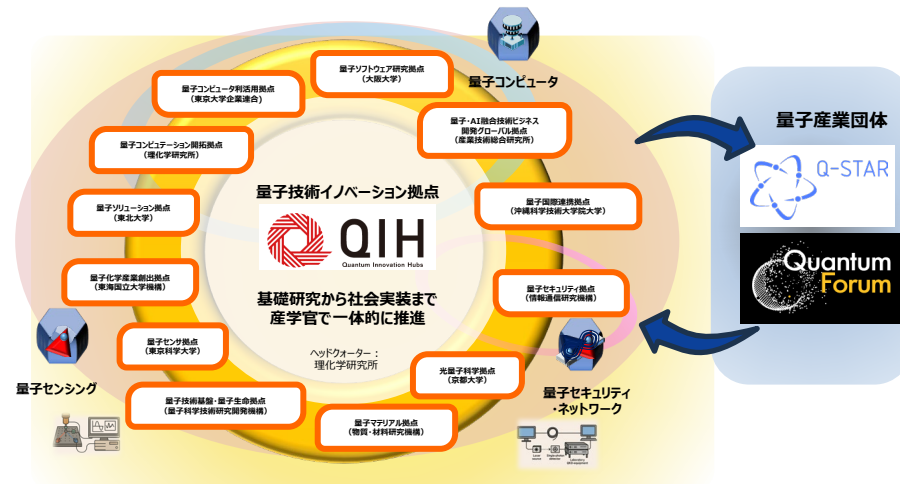 量子コンピュータ
量子ソフトウェア研究拠点
(大阪大学)
量子コンピュータ利活用拠点
(東京大学企業連合)
量子・AI融合技術ビジネス
開発グローバル拠点
(産業技術総合研究所)
量子コンピュテーション開拓拠点
(理化学研究所)
量子ソリューション拠点
(東北大学)
量子国際連携拠点
(沖縄科学技術大学院大学)
量子化学産業創出拠点
(東海国立大学機構)
量子セキュリティ拠点
(情報通信研究機構)
量子センサ拠点
(東京科学大学)
光量子科学拠点
(京都大学)
量子技術基盤・量子生命拠点
(量子科学技術研究開発機構)
量子マテリアル拠点
(物質・材料研究機構)
量子技術イノベーション拠点
QIH
Quantum Innovation Hubs
基礎研究から社会実装まで
産学官で一体的に推進
ヘッドクォーター：
理化学研究所
量子センシング
量子セキュリティ
・ネットワーク
量子産業団体
Q-STAR
Quantum
Forum